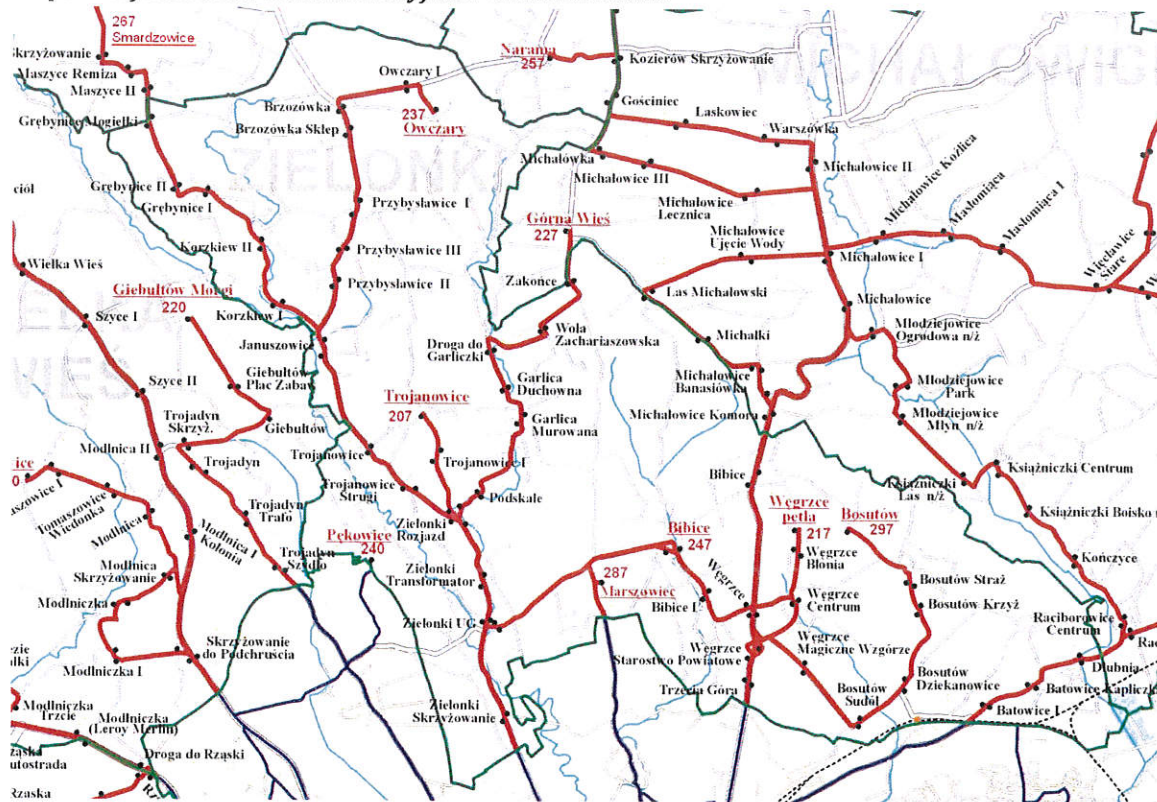 267
Smardzowice
Skrzyżowanie
Maszyce Remiza
Maszyce II
Grębynice Mogielki
Grębynice II
Grębynice I
Korzkiew II
Korzkiew I
Januszowice
Narama
257
Kozierów Skrzyżowanie
MICHAŁOWIC
Owczary I
237
Owczary
Brzozówka
Brzozówka Sklep
ZIELONK
Przybysławice I
Przybysławice III
Przybysławice II
Gościniec
Laskowiec
Warszówka
Michałówka
Michałowice III
Michałowice II
Michałowice
Lecznica
Michałowice Koźlica
Masłomiąca
Masłomiąca I
Michałowice
Ujęcie Wody
Michałowice I
Więcławice
Stare
Górna Wieś
227
Zakońce
Las Michałowski
Michałowice
Wola
Zachariaszowska
Michałki
Młodziejowice
Ogrodowa n/ż
Droga do
Garliczki
Garlica
Duchowna
Garlica
Murowana
Michałowice
Banasiówka
Michałowice Komora
Młodziejowice
Park
Młodziejowice
Młyn n/ż
Wielka Wieś
WIEŚ
Szyce I
Szyce II
Giebułtów Morgi
220
Giebułtów
Plac Zabaw
Giebułtów
Trojadyn
Skrzyż.
Modlnica II
Trojadyn
Trojadyn
Trafo
Trojadyn
Szydło
Trojanowice
207
Trojanowice I
Trojanowice
Trojanowice
Strugi
Podskale
Zielonki
Rozjazd
Zielonki
Transformator
Zielonki UG
Zielonki
Skrzyżowanie
Pękowice
240
Tomaszowice
Wiedonka
Modlnica
Modlnica I
Kolonia
Modlnica
Skrzyżowanie
Modlniczka
Modlniczka I
Skrzyżowanie
do Podchruścia
Modlniczka
Trzcie
Modlniczka
(Leroy Merlin)
Droga do Rząski
Rząska
Bibice
Książniczki
Las n/ż
Książniczki Centrum
Książniczki Boisko
Kończyce
Bibice
247
287
Marszowiec
Bibice I
Węgrzce
pętla
217
Węgrzce
Błonia
Węgrzce
Węgrzce
Centrum
Bosutów
297
Bosutów Straż
Bosutów Krzyż
Węgrzce
Starostwo Powiatowe
Węgrzce
Magiczne Wzgórze
Trzecia Góra
Bosutów
Sudół
Bosutów
Dziekanowice
Raciborowice
Centrum
Dłubnia
Batowice Kapliczka
Batowice I